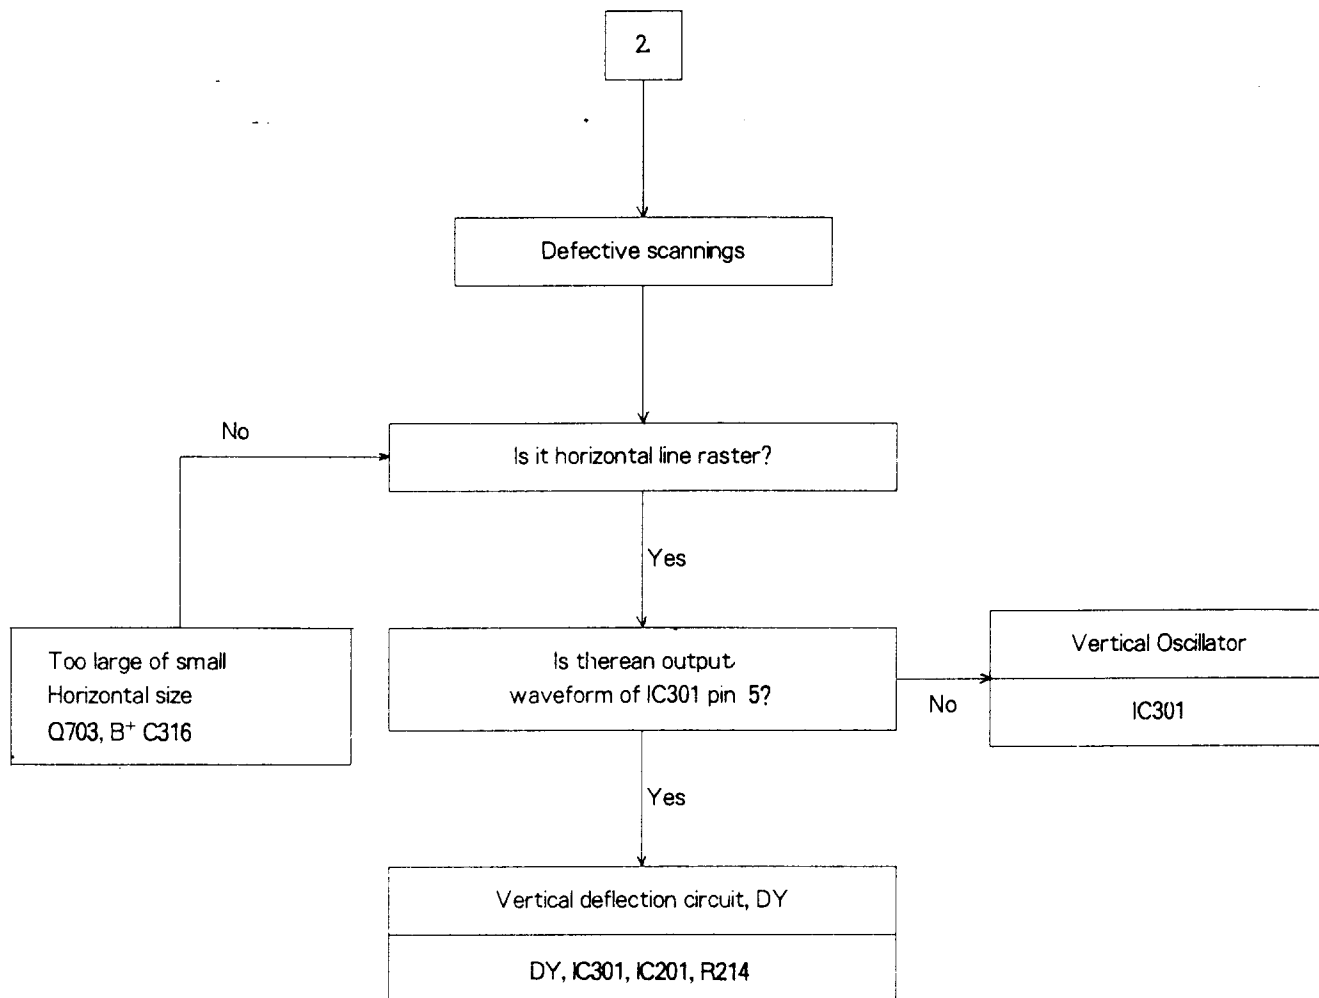 2
Defective scannings
No
Is it horizontal line raster?
Yes
Too large of small
Horizontal size
Q703, B⁺ C316
Is therean output
waveform of IC301 pin 5?
No
Vertical Oscillator
IC301
Yes
Vertical deflection circuit, DY
DY, IC301, IC201, R214